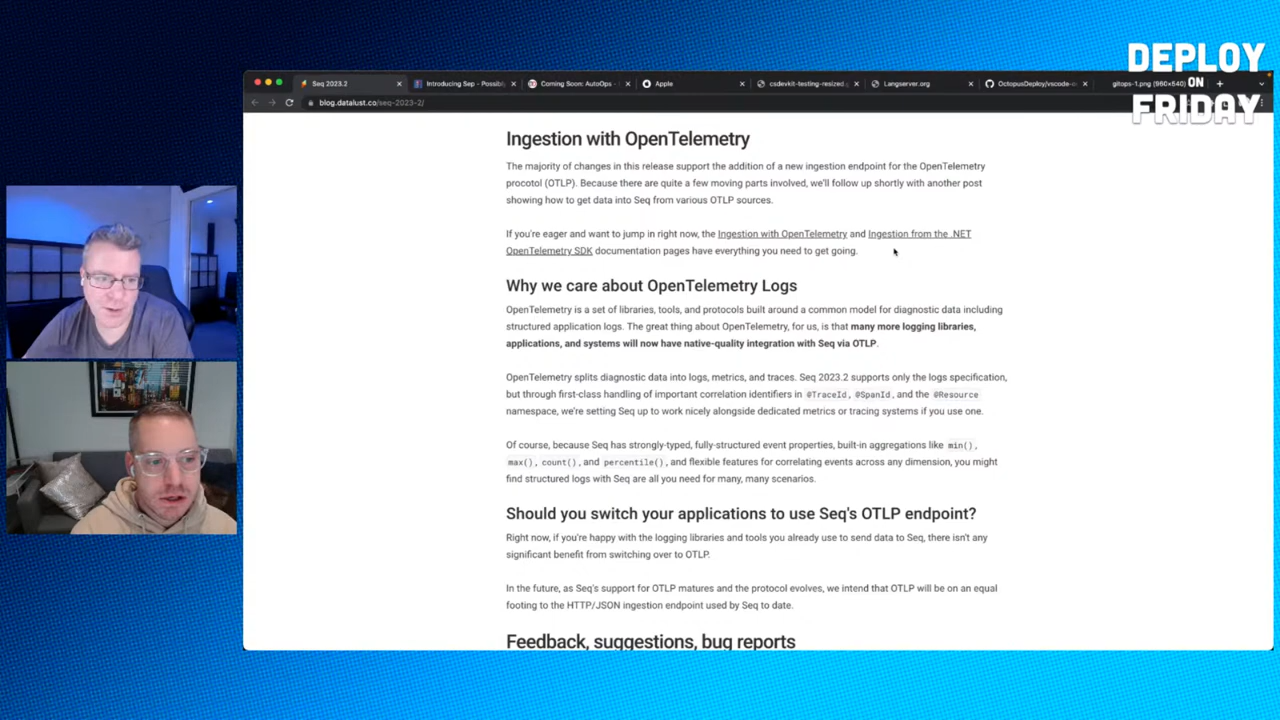 DEPLOY
ON
FRIDAY
Seq 2023.2
Introducing Sep - Possibl
Coming Soon: AutoOps -
Apple
csdevkit-testing-resized
Langserver.org
OctopusDeploy/vscode-
gitops-1.png (960×640)
blog.datalust.co/seq-2023-2/
Ingestion with OpenTelemetry
The majority of changes in this release support the addition of a new ingestion endpoint for the OpenTelemetry
procotol (OTLP). Because there are quite a few moving parts involved, we'll follow up shortly with another post
showing how to get data into Seq from various OTLP sources.
If you're eager and want to jump in right now, the Ingestion with OpenTelemetry and Ingestion from the .NET
OpenTelemetry SDK documentation pages have everything you need to get going.
Why we care about OpenTelemetry Logs
OpenTelemetry is a set of libraries, tools, and protocols built around a common model for diagnostic data including
structured application logs. The great thing about OpenTelemetry, for us, is that many more logging libraries,
applications, and systems will now have native-quality integration with Seq via OTLP.
OpenTelemetry splits diagnostic data into logs, metrics, and traces. Seq 2023.2 supports only the logs specification,
but through first-class handling of important correlation identifiers in @TraceId, @SpanId, and the @Resource
namespace, we're setting Seq up to work nicely alongside dedicated metrics or tracing systems if you use one.
Of course, because Seq has strongly-typed, fully-structured event properties, built-in aggregations like min(),
max(), count(), and percentile(), and flexible features for correlating events across any dimension, you might
find structured logs with Seq are all you need for many, many scenarios.
Should you switch your applications to use Seq's OTLP endpoint?
Right now, if you're happy with the logging libraries and tools you already use to send data to Seq, there isn't any
significant benefit from switching over to OTLP.
In the future, as Seq's support for OTLP matures and the protocol evolves, we intend that OTLP will be on an equal
footing to the HTTP/JSON ingestion endpoint used by Seq to date.
Feedback, suggestions, bug reports